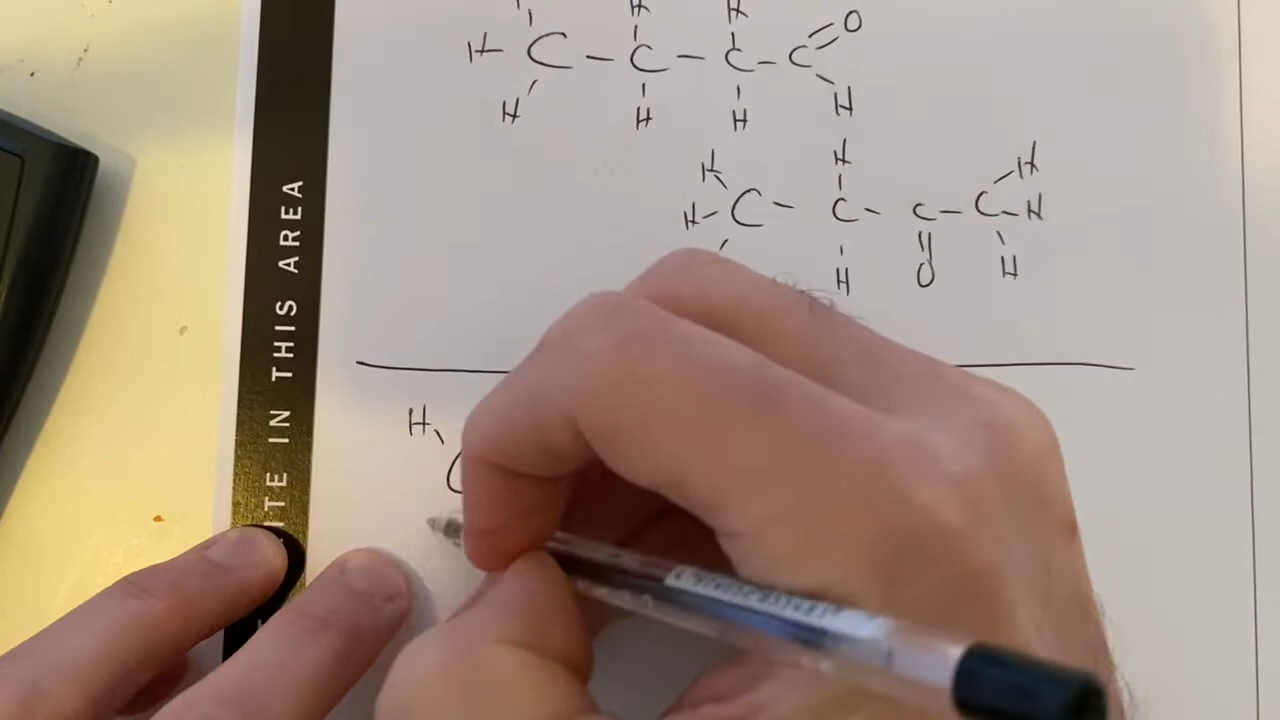 H H
H - C - C - C - C = O
H H H H
H H H
H - C - C - C - C - H
H O H
H
C
ITE IN THIS AREA